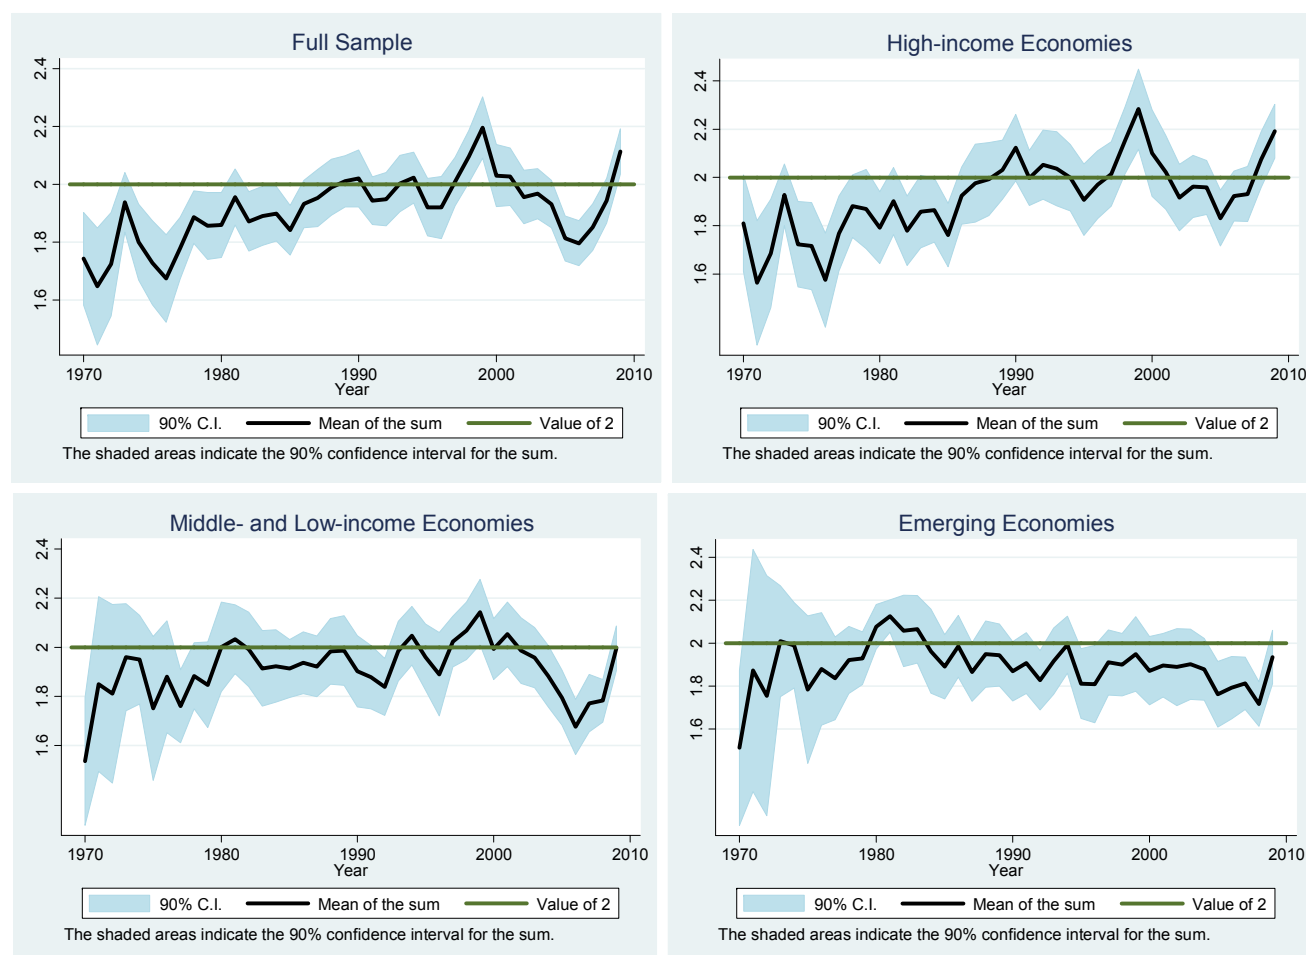 Full Sample
2.4
2.2
2
1.8
1.6
1970 1980 1990 2000 2010
Year
90% C.I. Mean of the sum Value of 2
The shaded areas indicate the 90% confidence interval for the sum.
High-income Economies
2.4
2.2
2
1.8
1.6
1970 1980 1990 2000 2010
Year
90% C.I. Mean of the sum Value of 2
The shaded areas indicate the 90% confidence interval for the sum.
Middle- and Low-income Economies
2.4
2.2
2
1.8
1.6
1970 1980 1990 2000 2010
Year
90% C.I. Mean of the sum Value of 2
The shaded areas indicate the 90% confidence interval for the sum.
Emerging Economies
2.4
2.2
2
1.8
1.6
1970 1980 1990 2000 2010
Year
90% C.I. Mean of the sum Value of 2
The shaded areas indicate the 90% confidence interval for the sum.